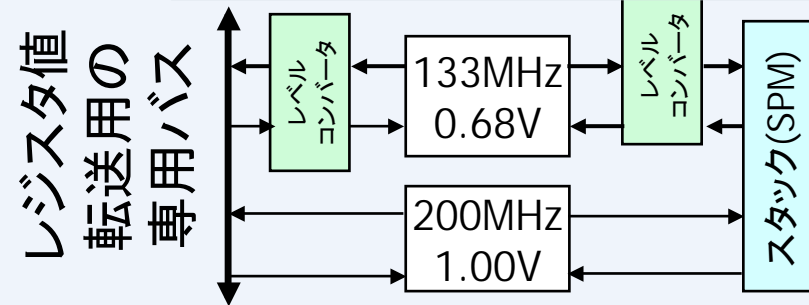 レジスタ値
転送用の
専用バス
レベル
コンバータ
133MHz
0.68V
レベル
コンバータ
200MHz
1.00V
スタック(SPM)